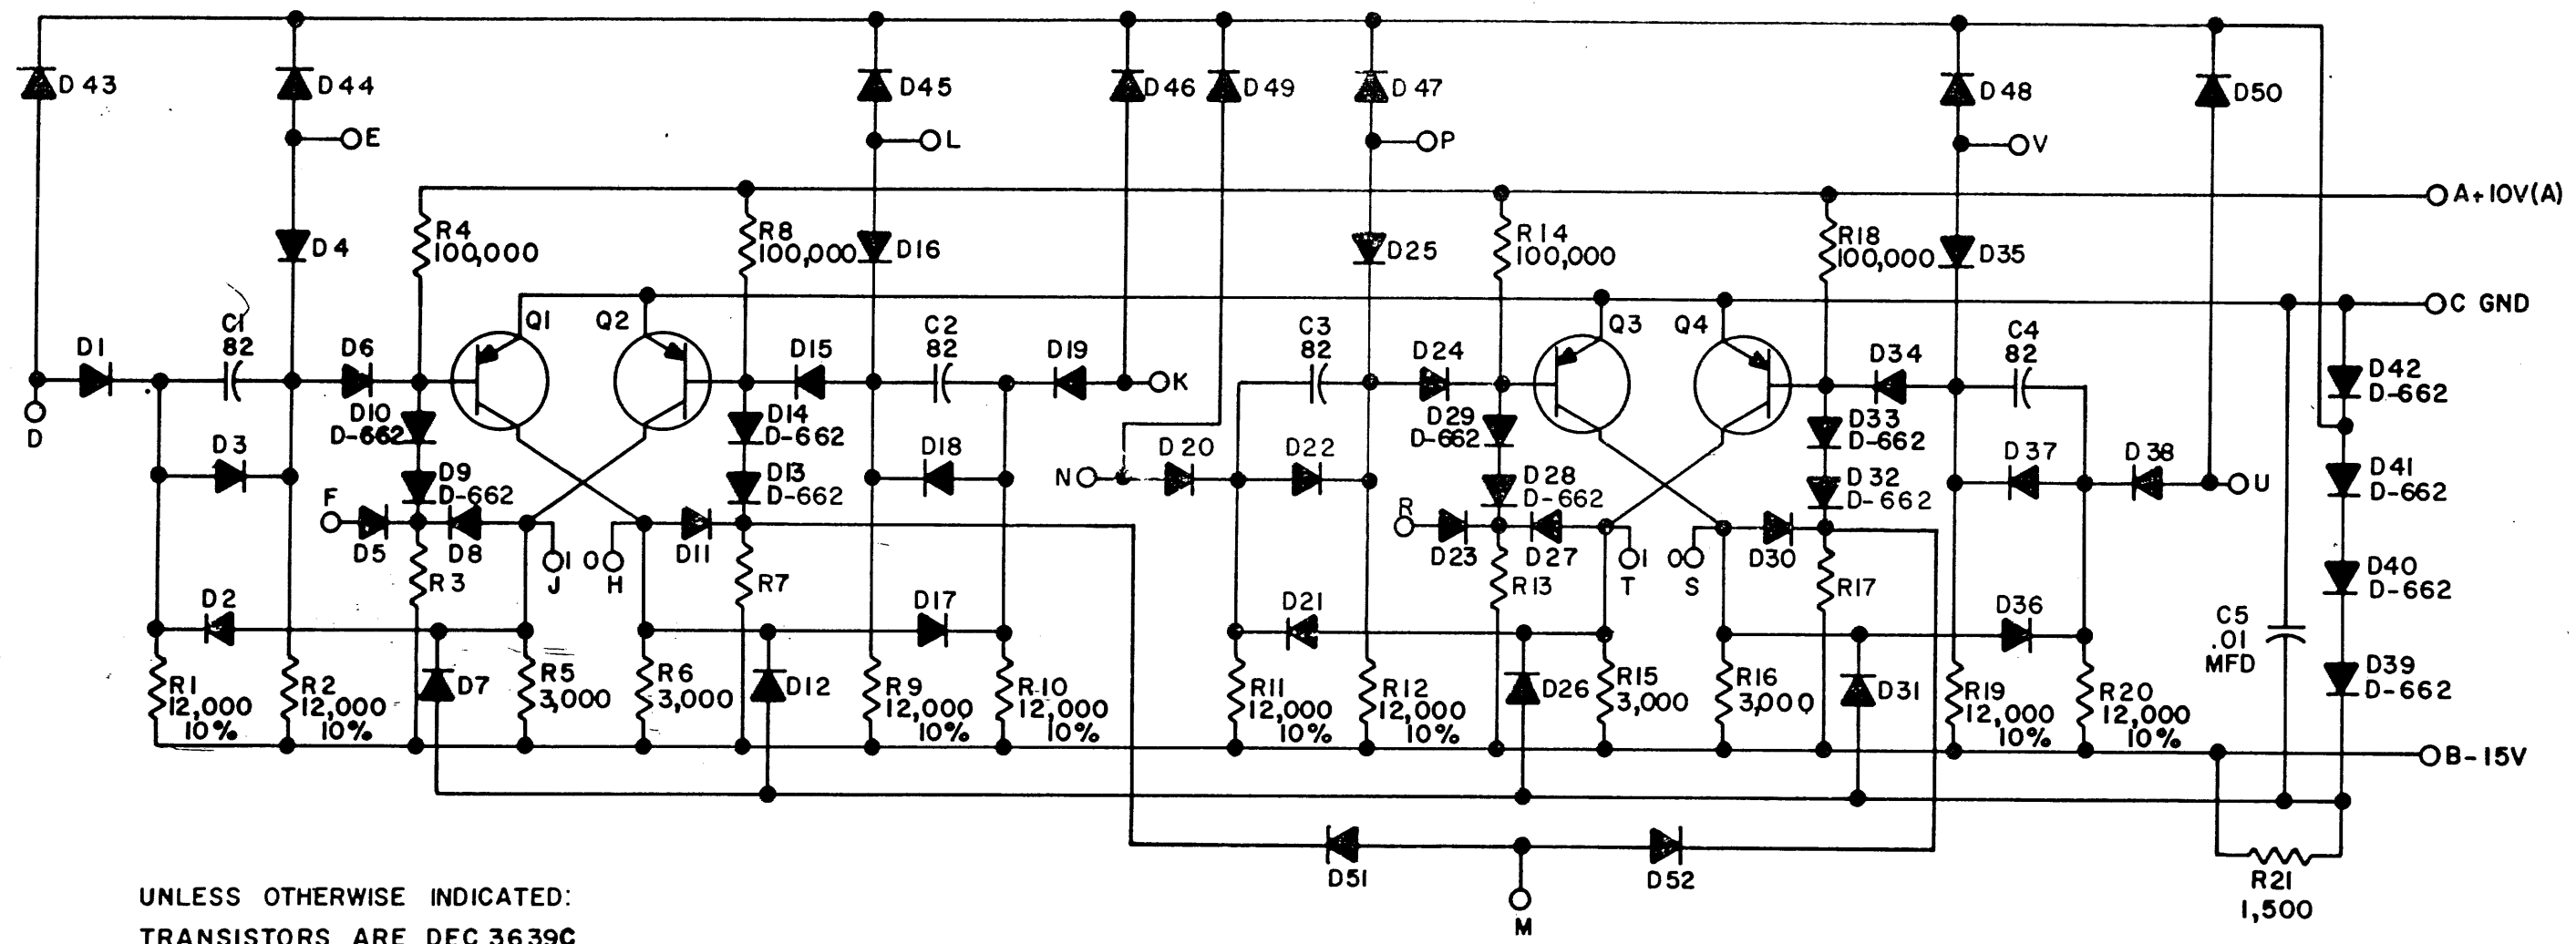 D43
D44
D45
D46
D49
D47
D48
D50
E
L
P
V
A+10V(A)
R4
100,000
R8
100,000
R14
100,000
R18
100,000
D4
D16
D25
D35
C GND
Q1
Q2
Q3
Q4
D1
C1
82
D6
D15
C2
82
D19
K
C3
82
D24
D34
C4
82
D42
D-662
D
D10
D-662
D14
D-662
D29
D-662
D33
D-662
D3
D18
N
D20
D22
D37
D38
U
D9
D-662
D13
D-662
D28
D-662
D32
D-662
D41
D-662
F
D5
D8
1
J
0
H
D11
R
D23
D27
1
T
0
S
D30
R3
R7
R13
R17
D40
D-662
D2
D17
D21
D36
C5
.01
MFD
R1
12,000
10%
R2
12,000
10%
D7
R5
3,000
R6
3,000
D12
R9
12,000
10%
R10
12,000
10%
R11
12,000
10%
R12
12,000
10%
D26
R15
3,000
R16
3,000
D31
R19
12,000
10%
R20
12,000
10%
D39
D-662
B-15V
D51
D52
M
R21
1,500
UNLESS OTHERWISE INDICATED:
TRANSISTORS ARE DEC 3639C